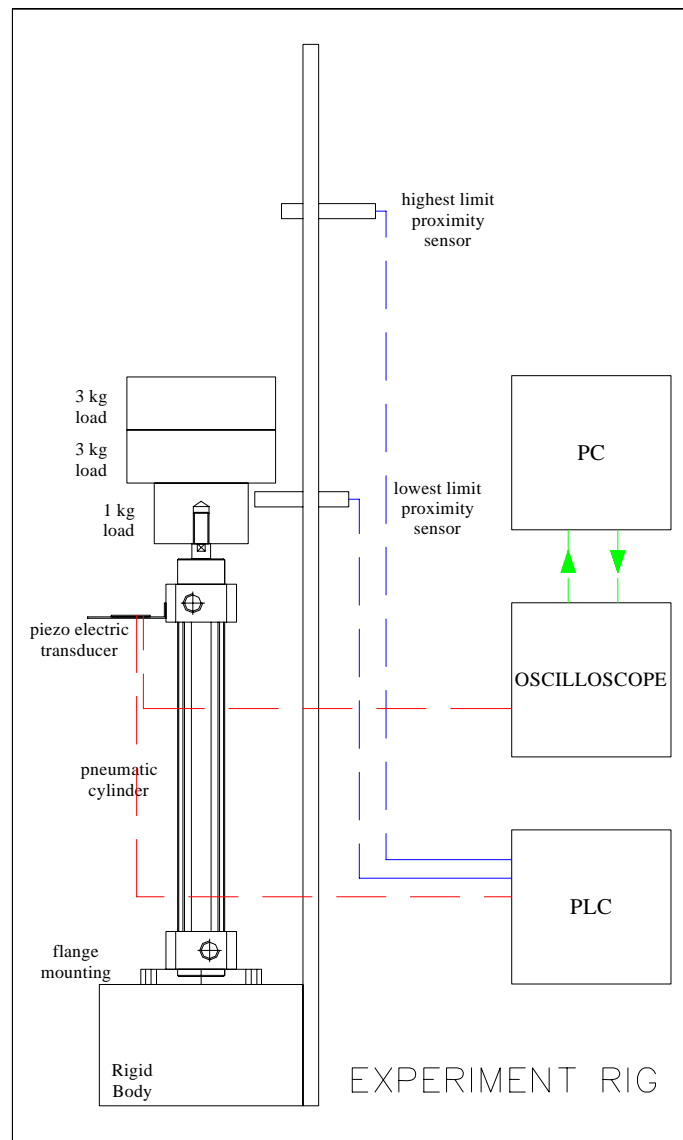 highest limit
proximity
sensor
3 kg
load
3 kg
load
1 kg
load
PC
lowest limit
proximity
sensor
piezo electric
transducer
OSCILLOSCOPE
pneumatic
cylinder
PLC
flange
mounting
Rigid
Body
EXPERIMENT RIG